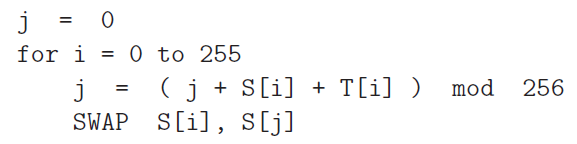 j = 0
for i = 0 to 255
j = ( j + S[i] + T[i] ) mod 256
SWAP S[i], S[j]